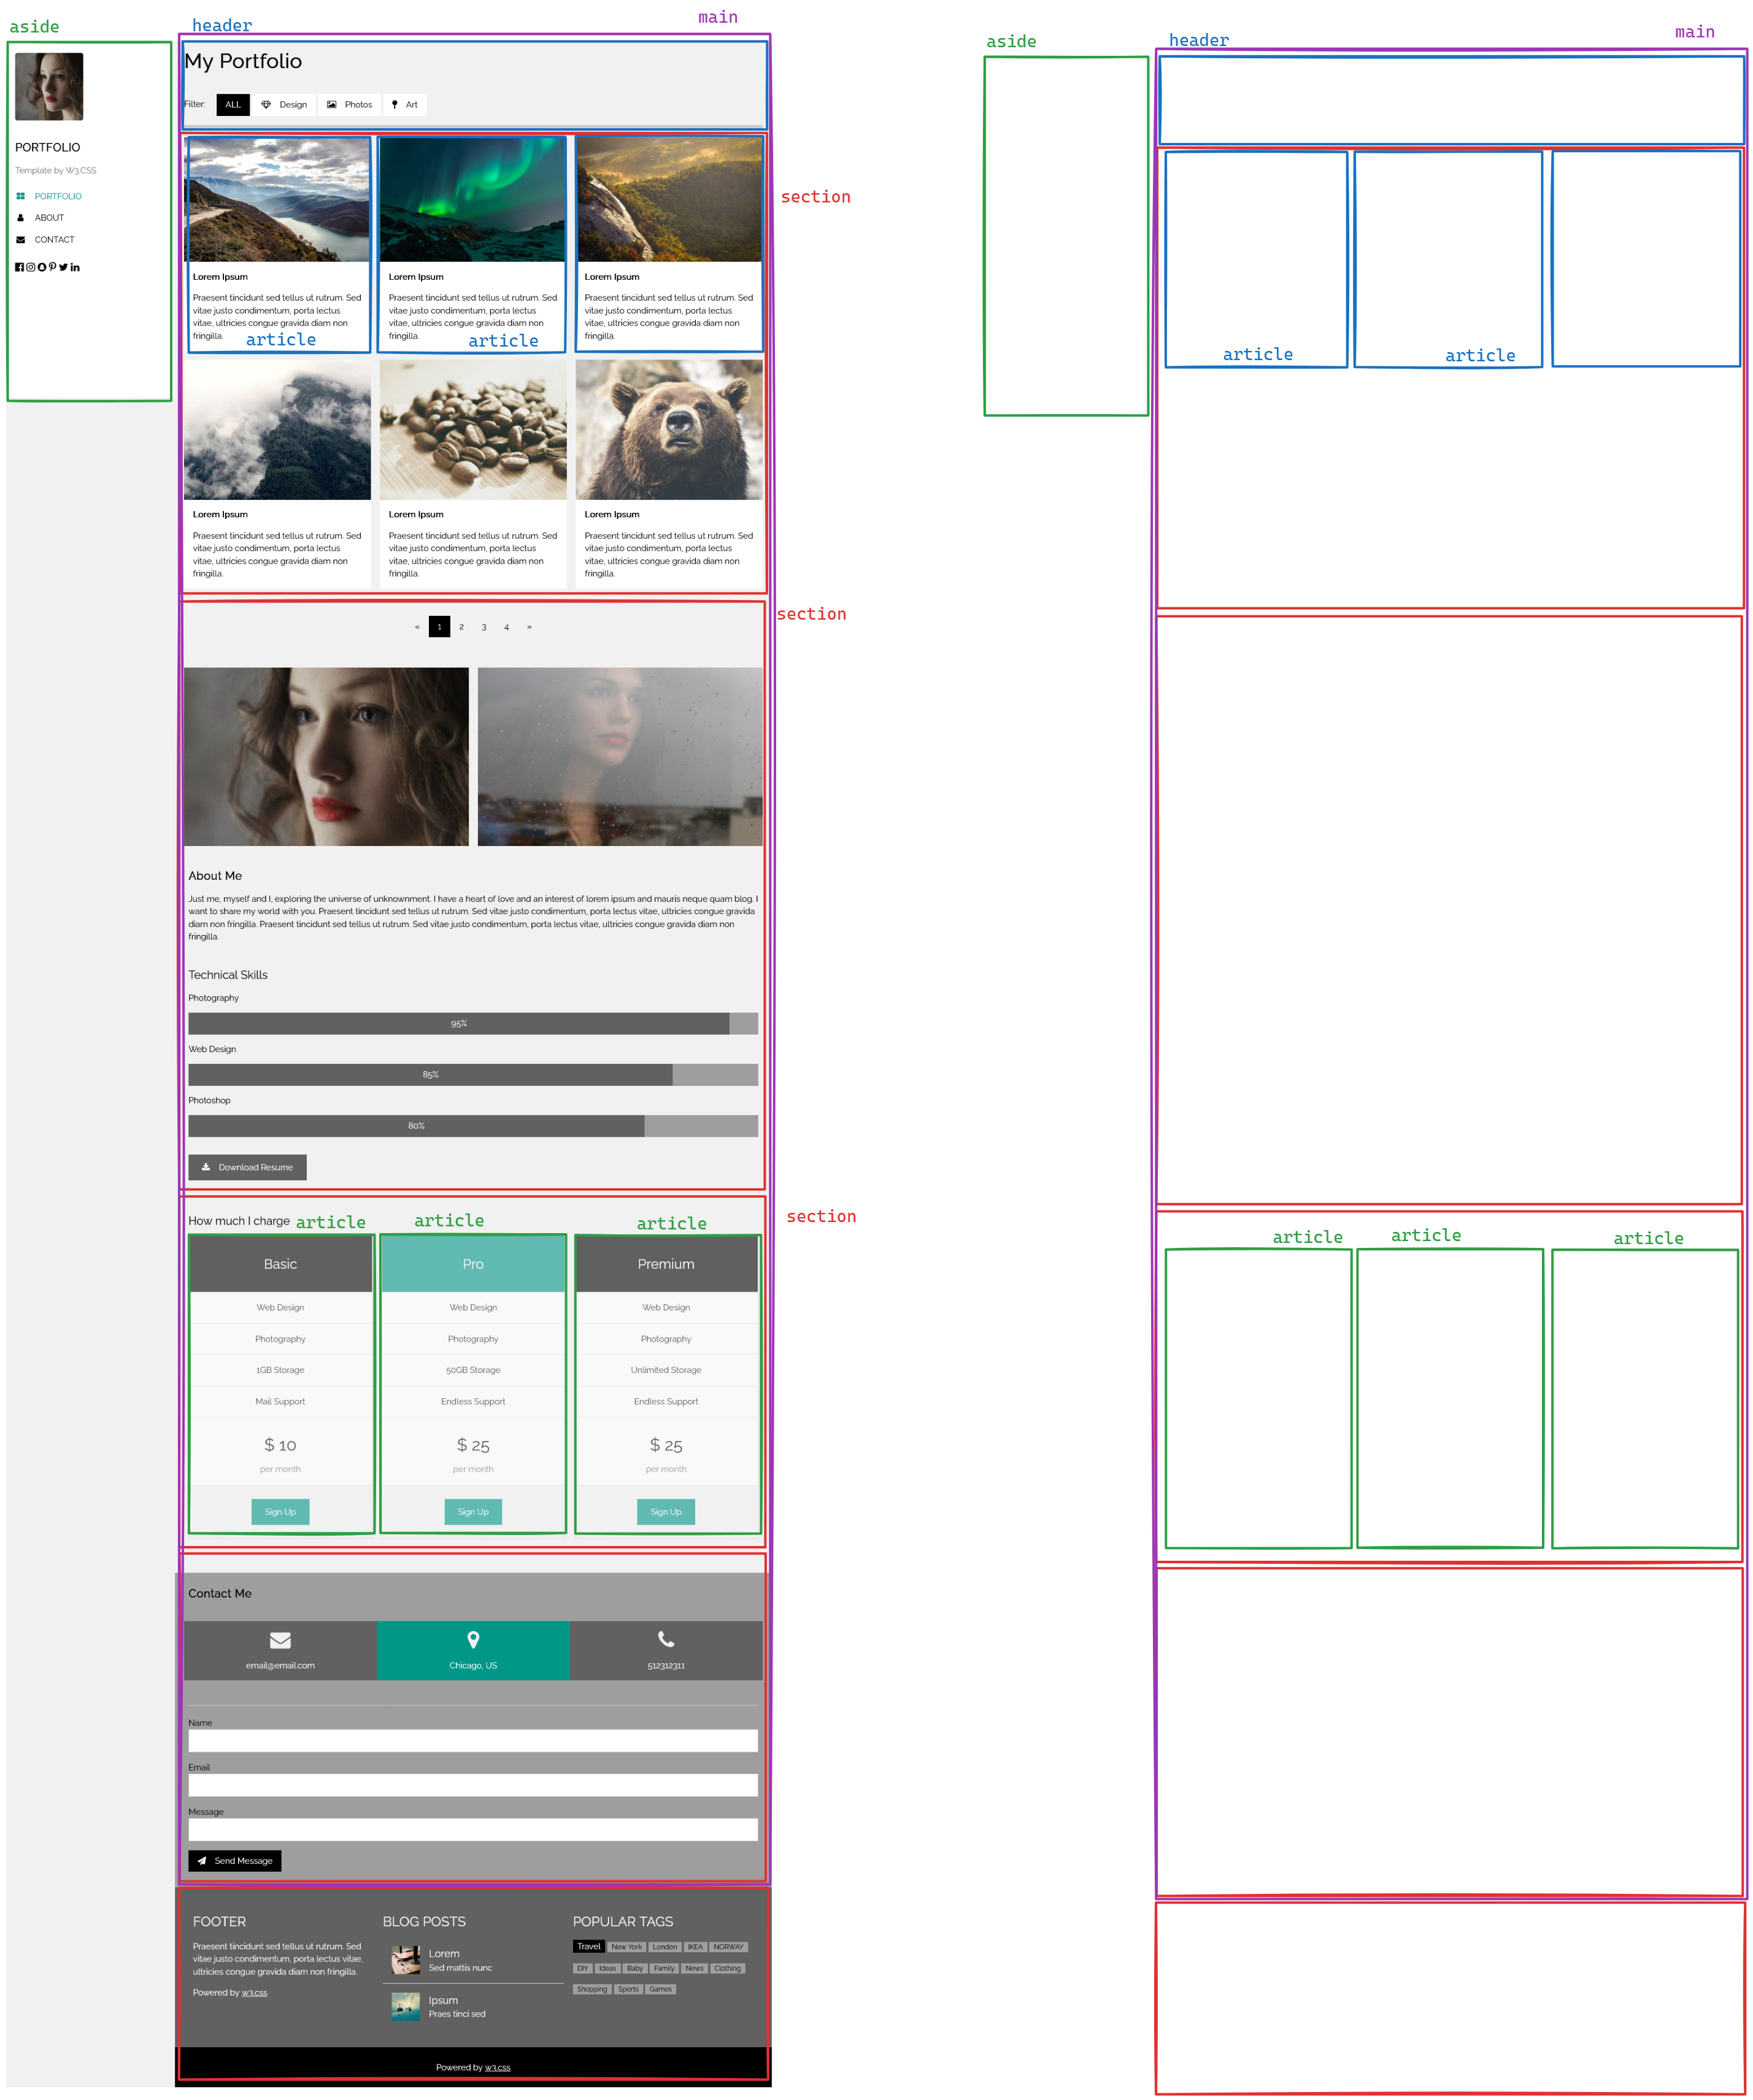 aside
header
main
My Portfolio
Filter:
ALL
Design
Photos
Art
PORTFOLIO
Template by W3.CSS
PORTFOLIO
ABOUT
CONTACT
section
Lorem Ipsum
Praesent tincidunt sed tellus ut rutrum. Sed
vitae justo condimentum, porta lectus
vitae, ultricies congue gravida diam non
fringilla.
article
Lorem Ipsum
Praesent tincidunt sed tellus ut rutrum. Sed
vitae justo condimentum, porta lectus
vitae, ultricies congue gravida diam non
fringilla.
article
Lorem Ipsum
Praesent tincidunt sed tellus ut rutrum. Sed
vitae justo condimentum, porta lectus
vitae, ultricies congue gravida diam non
fringilla.
Lorem Ipsum
Praesent tincidunt sed tellus ut rutrum. Sed
vitae justo condimentum, porta lectus
vitae, ultricies congue gravida diam non
fringilla.
Lorem Ipsum
Praesent tincidunt sed tellus ut rutrum. Sed
vitae justo condimentum, porta lectus
vitae, ultricies congue gravida diam non
fringilla.
Lorem Ipsum
Praesent tincidunt sed tellus ut rutrum. Sed
vitae justo condimentum, porta lectus
vitae, ultricies congue gravida diam non
fringilla.
section
« 1 2 3 4 »
About Me
Just me, myself and I, exploring the universe of unknownment. I have a heart of love and an interest of lorem ipsum and mauris neque quam blog. I
want to share my world with you. Praesent tincidunt sed tellus ut rutrum. Sed vitae justo condimentum, porta lectus vitae, ultricies congue gravida
diam non fringilla. Praesent tincidunt sed tellus ut rutrum. Sed vitae justo condimentum, porta lectus vitae, ultricies congue gravida diam non
fringilla.
Technical Skills
Photography
95%
Web Design
85%
Photoshop
80%
Download Resume
section
How much I charge
article
article
article
Basic
Web Design
Photography
1GB Storage
Mail Support
$ 10
per month
Sign Up
Pro
Web Design
Photography
50GB Storage
Endless Support
$ 25
per month
Sign Up
Premium
Web Design
Photography
Unlimited Storage
Endless Support
$ 25
per month
Sign Up
Contact Me
email@email.com
Chicago, US
512312311
Name
Email
Message
Send Message
FOOTER
Praesent tincidunt sed tellus ut rutrum. Sed
vitae justo condimentum, porta lectus vitae,
ultricies congue gravida diam non fringilla.
Powered by w3.css
BLOG POSTS
Lorem
Sed mattis nunc
Ipsum
Praes tinci sed
POPULAR TAGS
Travel New York London IKEA NORWAY
DIY Ideas Baby Family News Clothing
Shopping Sports Games
Powered by w3.css
aside
header
main
article
article
article
article
article